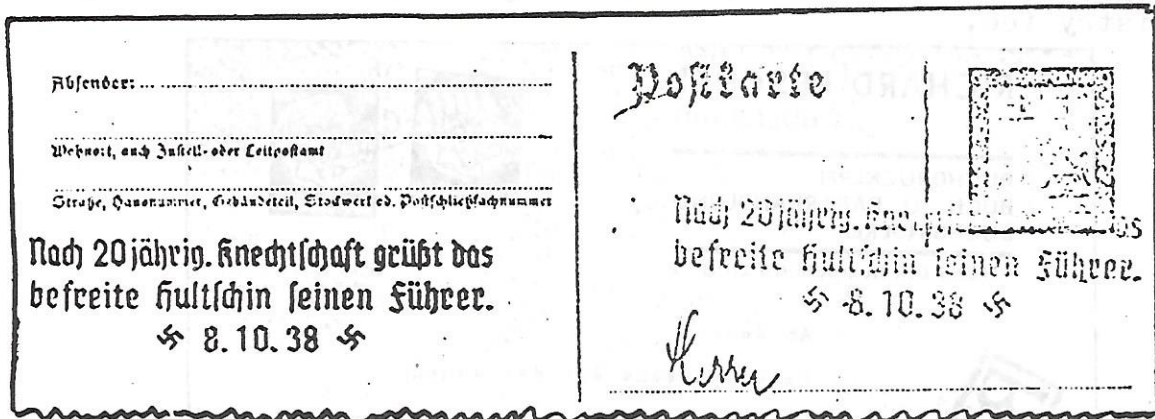 Absender:
Wohnort, auch Zustell- oder Leitpostamt
Straße, Hausnummer, Gebäudeteil, Stockwerk od. Postschließfachnummer
Nach 20jährig. Knechtschaft grüßt das
befreite Hultschin seinen Führer.
8.10.38
Postkarte
Nach 20jährig.
befreite Hultschin seinen Führer.
8.10.38